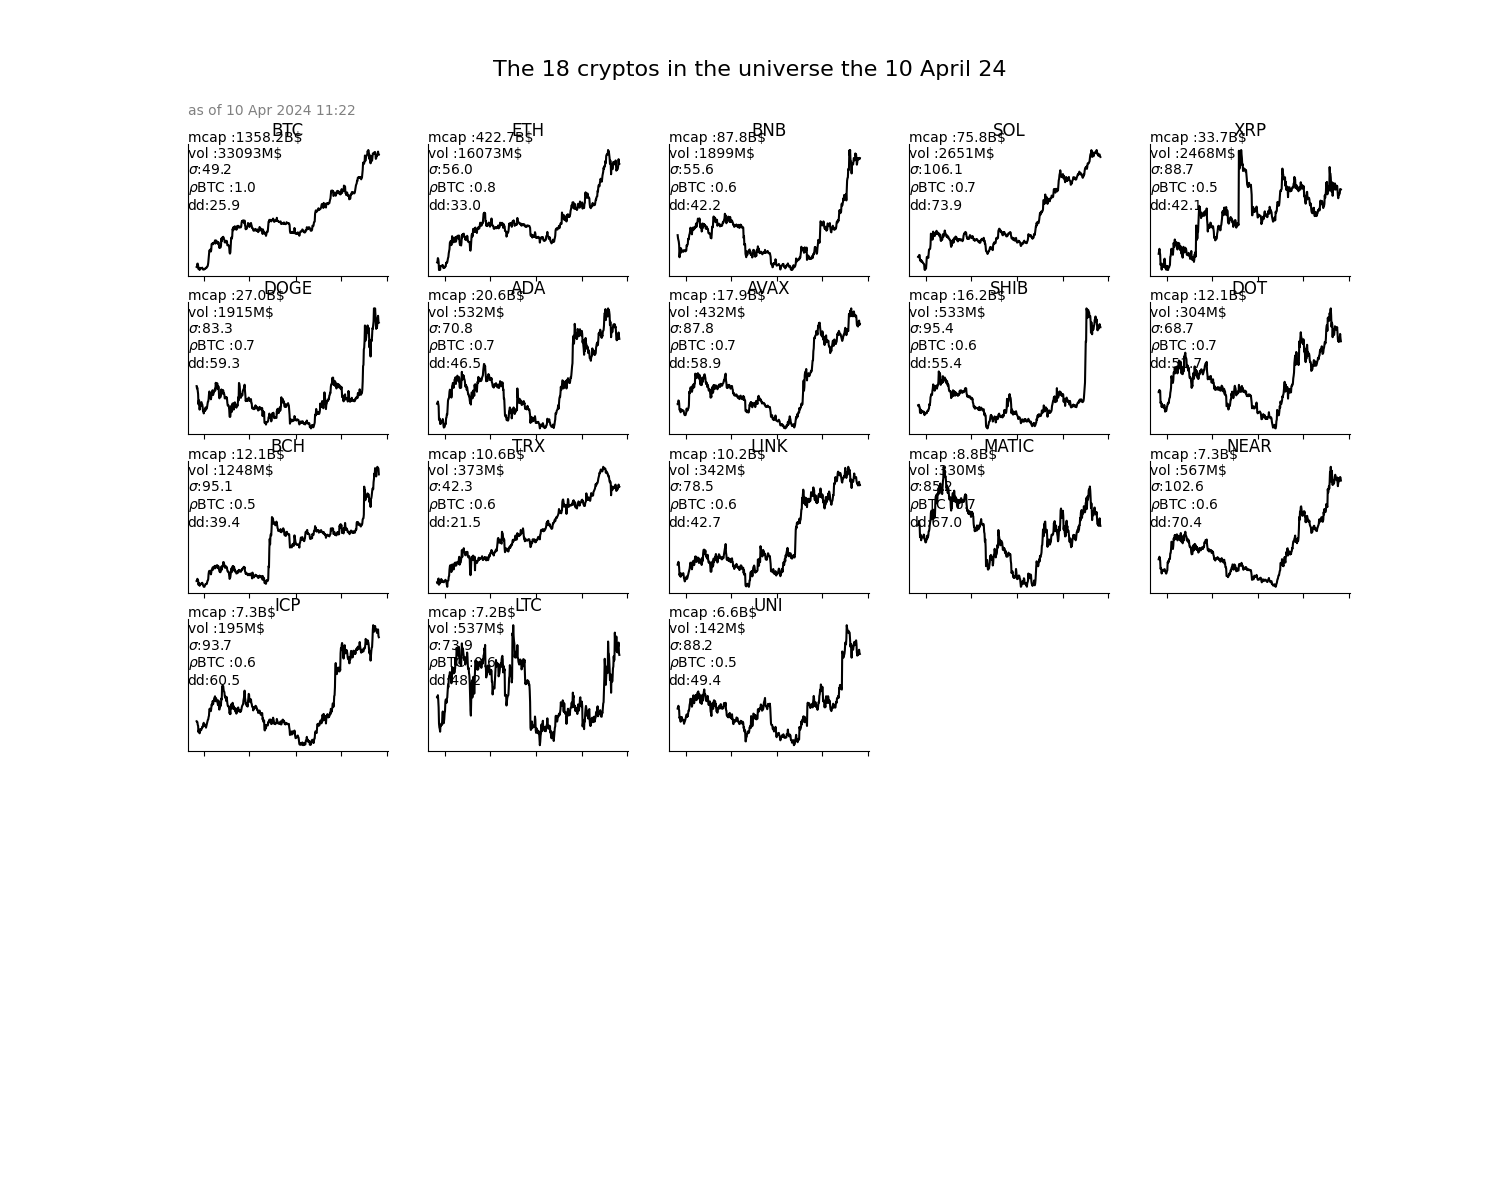 The 18 cryptos in the universe the 10 April 24
as of 10 Apr 2024 11:22
BTC
mcap :1358.2B$
vol :33093M$
σ:49.2
ρBTC :1.0
dd:25.9
ETH
mcap :422.7B$
vol :16073M$
σ:56.0
ρBTC :0.8
dd:33.0
BNB
mcap :87.8B$
vol :1899M$
σ:55.6
ρBTC :0.6
dd:42.2
SOL
mcap :75.8B$
vol :2651M$
σ:106.1
ρBTC :0.7
dd:73.9
XRP
mcap :33.7B$
vol :2468M$
σ:88.7
ρBTC :0.5
dd:42.1
DOGE
mcap :27.0B$
vol :1915M$
σ:83.3
ρBTC :0.7
dd:59.3
ADA
mcap :20.6B$
vol :532M$
σ:70.8
ρBTC :0.7
dd:46.5
AVAX
mcap :17.9B$
vol :432M$
σ:87.8
ρBTC :0.7
dd:58.9
SHIB
mcap :16.2B$
vol :533M$
σ:95.4
ρBTC :0.6
dd:55.4
DOT
mcap :12.1B$
vol :304M$
σ:68.7
ρBTC :0.7
BCH
mcap :12.1B$
vol :1248M$
σ:95.1
ρBTC :0.5
dd:39.4
TRX
mcap :10.6B$
vol :373M$
σ:42.3
ρBTC :0.6
dd:21.5
LINK
mcap :10.2B$
vol :342M$
σ:78.5
ρBTC :0.6
dd:42.7
MATIC
mcap :8.8B$
vol :330M$
σ:85.2
ρBTC :0.7
dd:67.0
NEAR
mcap :7.3B$
vol :567M$
σ:102.6
ρBTC :0.6
dd:70.4
ICP
mcap :7.3B$
vol :195M$
σ:93.7
ρBTC :0.6
dd:60.5
LTC
mcap :7.2B$
vol :537M$
σ:73.9
ρBTC :0.6
dd:48.2
UNI
mcap :6.6B$
vol :142M$
σ:88.2
ρBTC :0.5
dd:49.4